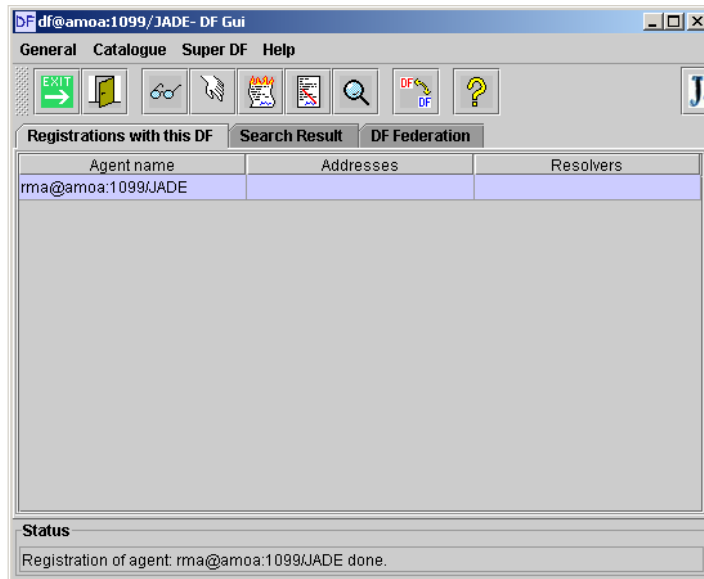 DF df@amoa:1099/JADE- DF Gui
General Catalogue Super DF Help
EXIT DF DF ? J
Registrations with this DF Search Result DF Federation
Agent name Addresses Resolvers
rma@amoa:1099/JADE
Status
Registration of agent: rma@amoa:1099/JADE done.